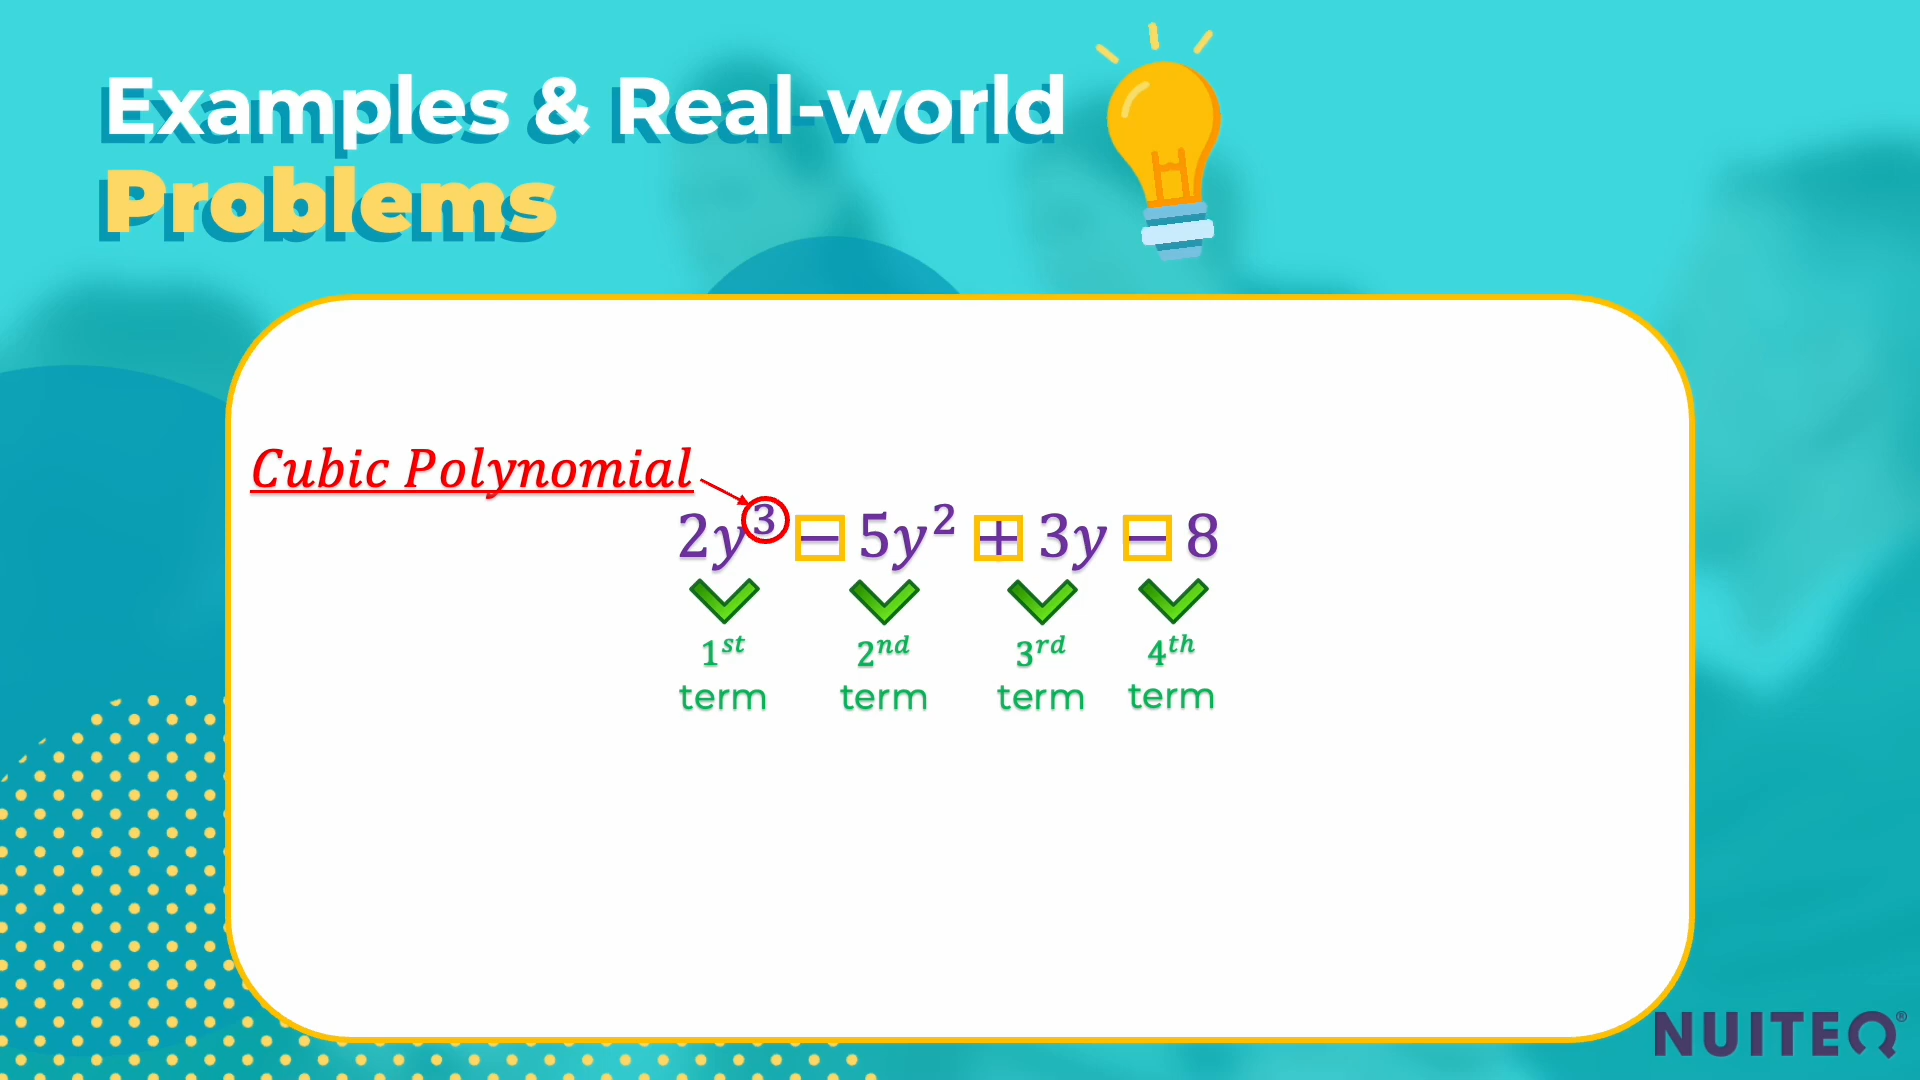 Examples & Real-world
Problems
Cubic Polynomial
2y³ − 5y² + 3y − 8
1ˢᵗ 2ⁿᵈ 3ʳᵈ 4ᵗʰ
term term term term
NUITEQ®